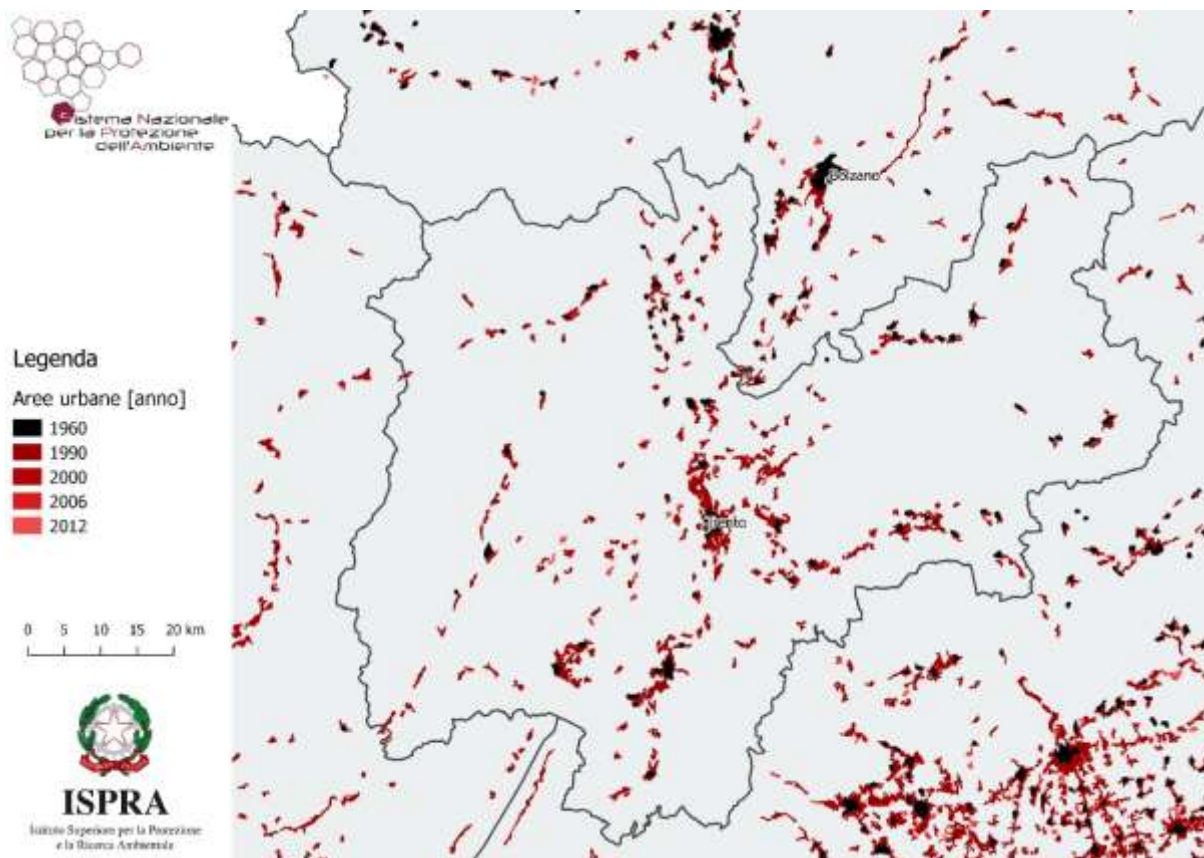 Sistema Nazionale
per la Protezione
dell'Ambiente
Bolzano
Legenda
Aree urbane [anno]
1960
1990
2000
2006
2012
Trento
0 5 10 15 20 km
ISPRA
Istituto Superiore per la Protezione
e la Ricerca Ambientale